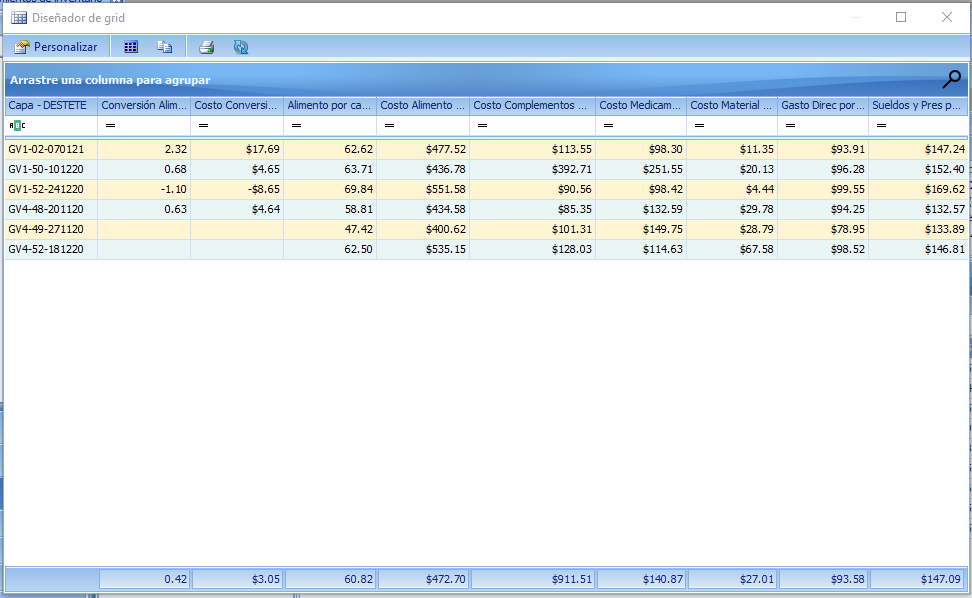 Diseñador de grid
Personalizar
Arrastre una columna para agrupar
Capa - DESTETE Conversión Alim... Costo Conversi... Alimento por ca... Costo Alimento ... Costo Complementos ... Costo Medicam... Costo Material ... Gasto Direc por... Sueldos y Pres p...
ABC = = = = = = = = =
GV1-02-070121 2.32 $17.69 62.62 $477.52 $113.55 $98.30 $11.35 $93.91 $147.24
GV1-50-101220 0.68 $4.65 63.71 $436.78 $392.71 $251.55 $20.13 $96.28 $152.40
GV1-52-241220 -1.10 -$8.65 69.84 $551.58 $90.56 $98.42 $4.44 $99.55 $169.62
GV4-48-201120 0.63 $4.64 58.81 $434.58 $85.35 $132.59 $29.78 $94.25 $132.57
GV4-49-271120 47.42 $400.62 $101.31 $149.75 $28.79 $78.95 $133.89
GV4-52-181220 62.50 $535.15 $128.03 $114.63 $67.58 $98.52 $146.81
0.42 $3.05 60.82 $472.70 $911.51 $140.87 $27.01 $93.58 $147.09